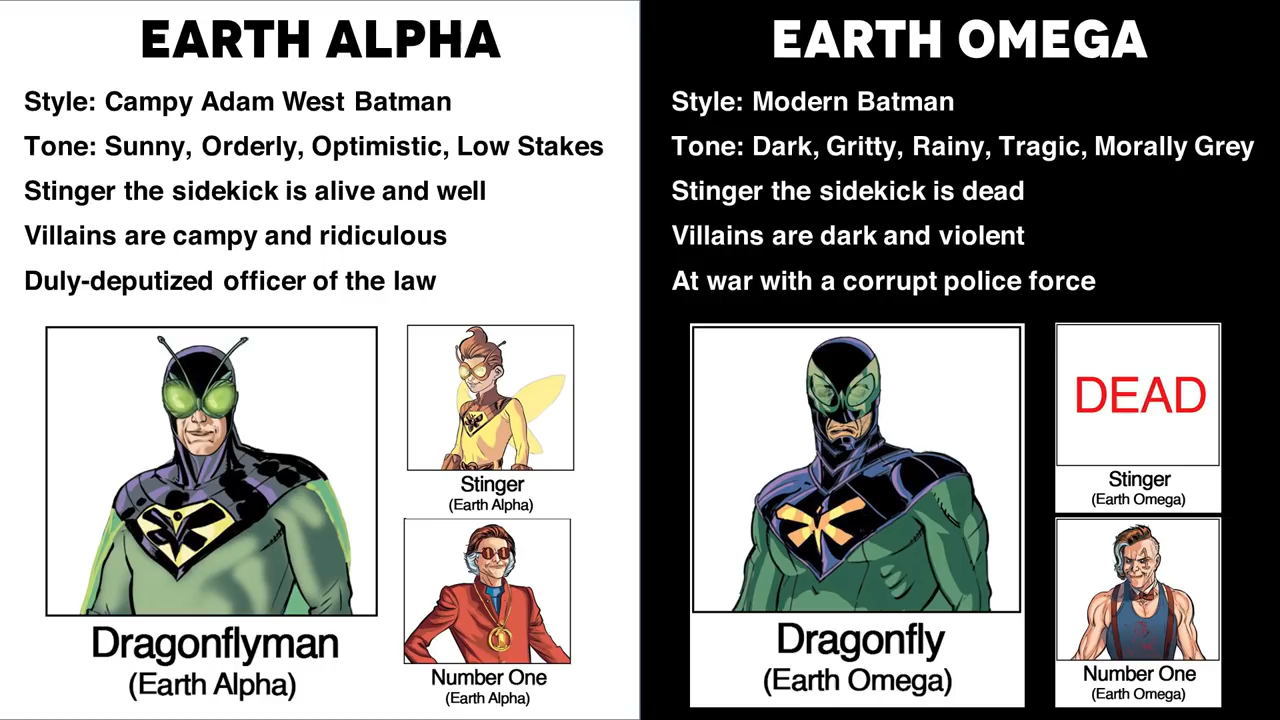 EARTH ALPHA
Style: Campy Adam West Batman
Tone: Sunny, Orderly, Optimistic, Low Stakes
Stinger the sidekick is alive and well
Villains are campy and ridiculous
Duly-deputized officer of the law
Stinger
(Earth Alpha)
Dragonflyman
(Earth Alpha)
Number One
(Earth Alpha)
EARTH OMEGA
Style: Modern Batman
Tone: Dark, Gritty, Rainy, Tragic, Morally Grey
Stinger the sidekick is dead
Villains are dark and violent
At war with a corrupt police force
DEAD
Stinger
(Earth Omega)
Dragonfly
(Earth Omega)
Number One
(Earth Omega)